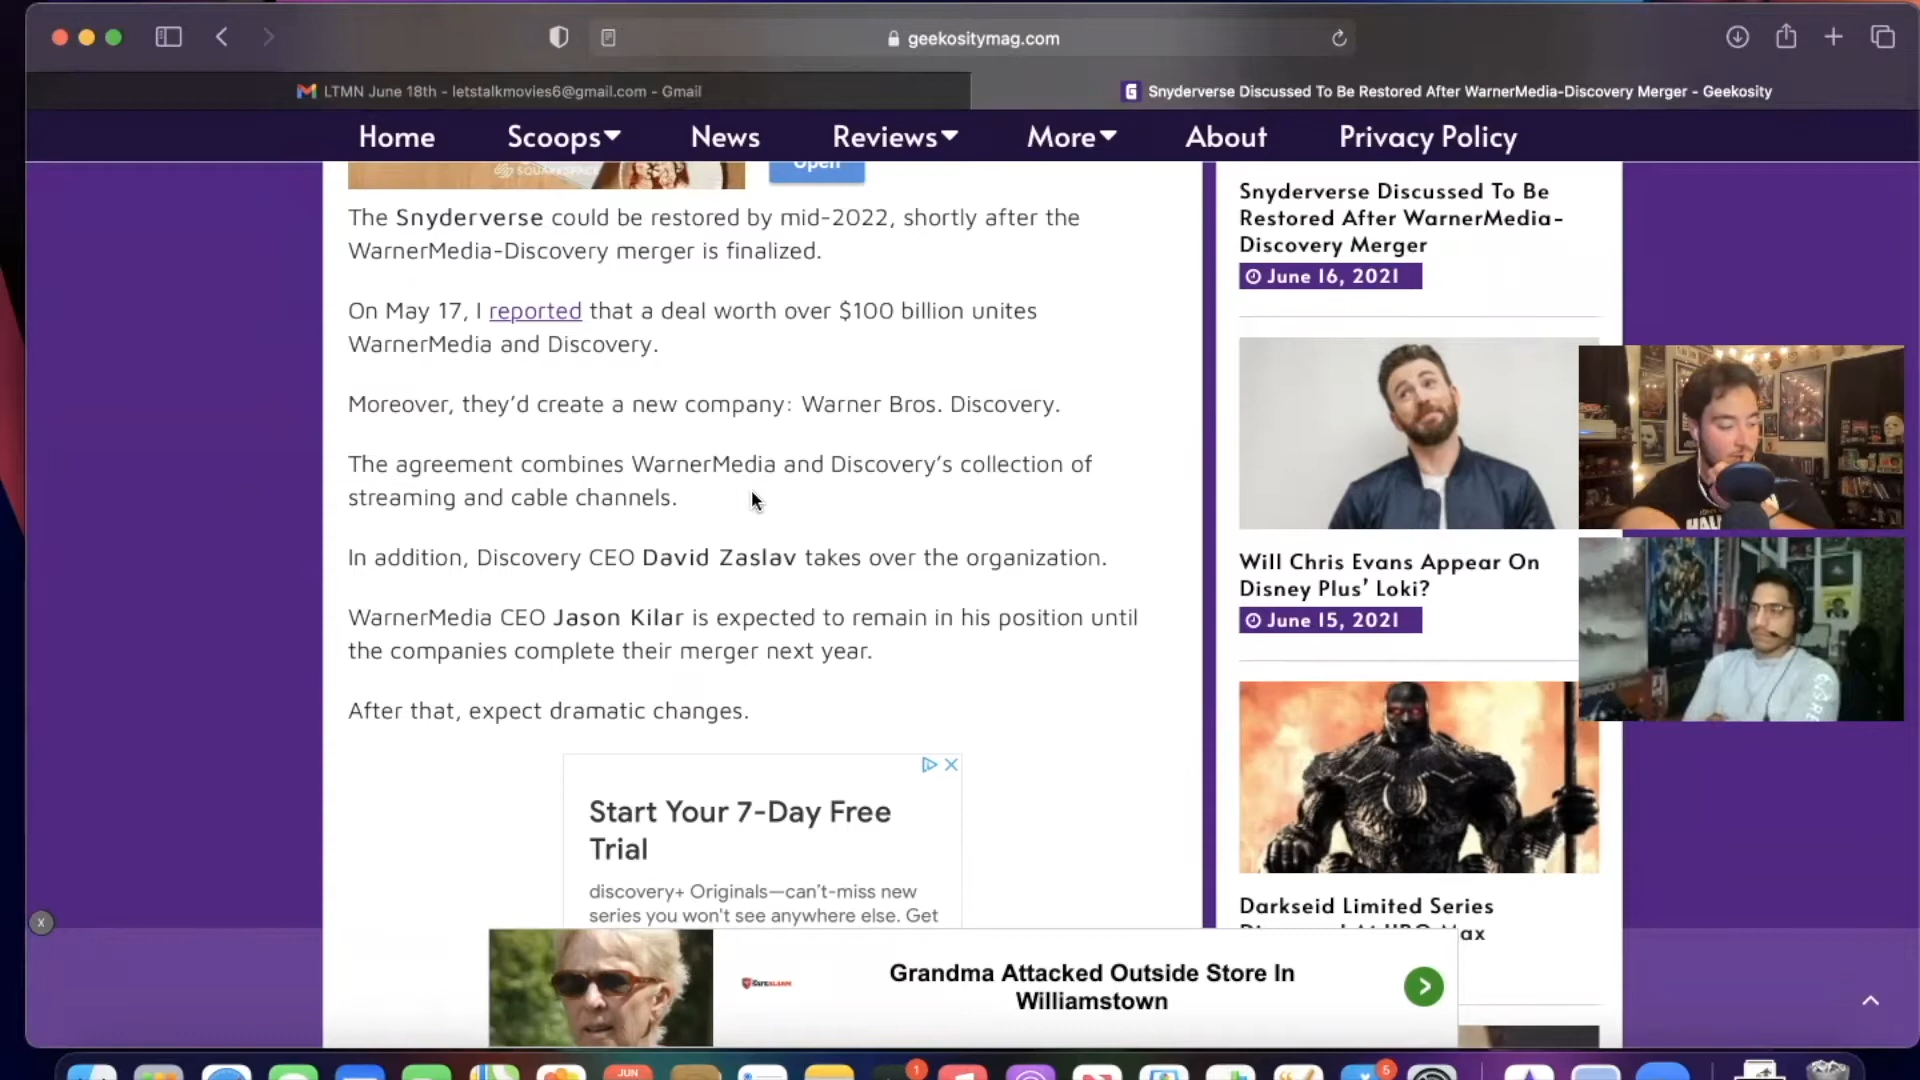 geekositymag.com
LTMN June 18th - letstalkmovies6@gmail.com - Gmail
Snyderverse Discussed To Be Restored After WarnerMedia-Discovery Merger - Geekosity
Home Scoops News Reviews More About Privacy Policy
SQUARESPACE
Open
The Snyderverse could be restored by mid-2022, shortly after the
WarnerMedia-Discovery merger is finalized.
On May 17, I reported that a deal worth over $100 billion unites
WarnerMedia and Discovery.
Moreover, they’d create a new company: Warner Bros. Discovery.
The agreement combines WarnerMedia and Discovery’s collection of
streaming and cable channels.
In addition, Discovery CEO David Zaslav takes over the organization.
WarnerMedia CEO Jason Kilar is expected to remain in his position until
the companies complete their merger next year.
After that, expect dramatic changes.
Start Your 7-Day Free
Trial
discovery+ Originals—can't-miss new
series you won't see anywhere else. Get
Snyderverse Discussed To Be
Restored After WarnerMedia-
Discovery Merger
June 16, 2021
Will Chris Evans Appear On
Disney Plus’ Loki?
June 15, 2021
Darkseid Limited Series
Grandma Attacked Outside Store In
Williamstown
x
JUN
1
5